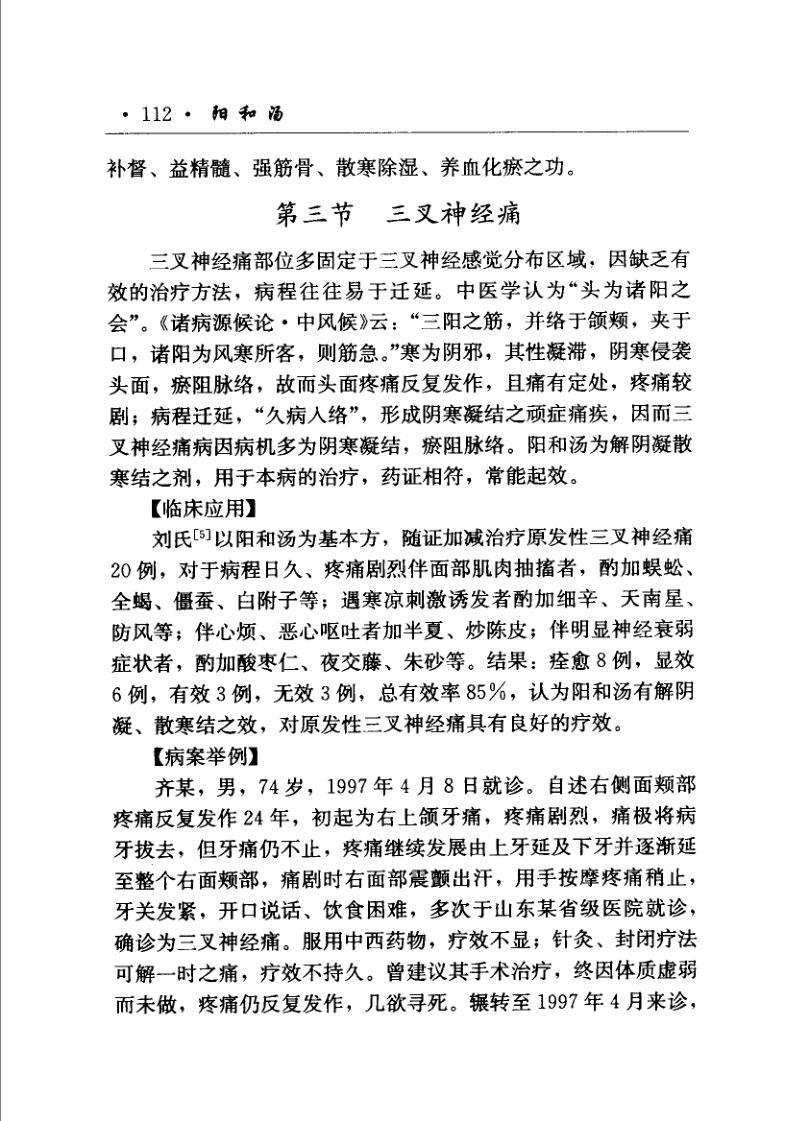 · 112 · 阳和汤
补督、益精髓、强筋骨、散寒除湿、养血化瘀之功。
第三节 三叉神经痛
三叉神经痛部位多固定于三叉神经感觉分布区域，因缺乏有
效的治疗方法，病程往往易于迁延。中医学认为“头为诸阳之
会”。《诸病源候论·中风候》云：“三阳之筋，并络于颌颊，夹于
口，诸阳为风寒所客，则筋急。”寒为阴邪，其性凝滞，阴寒侵袭
头面，瘀阻脉络，故而头面疼痛反复发作，且痛有定处，疼痛较
剧；病程迁延，“久病人络”，形成阴寒凝结之顽症痛疾，因而三
叉神经痛病因病机多为阴寒凝结，瘀阻脉络。阳和汤为解阴凝散
寒结之剂，用于本病的治疗，药证相符，常能起效。
【临床应用】
刘氏[5]以阳和汤为基本方，随证加减治疗原发性三叉神经痛
20 例，对于病程日久、疼痛剧烈伴面部肌肉抽搐者，酌加蜈蚣、
全蝎、僵蚕、白附子等；遇寒凉刺激诱发者酌加细辛、天南星、
防风等；伴心烦、恶心呕吐者加半夏、炒陈皮；伴明显神经衰弱
症状者，酌加酸枣仁、夜交藤、朱砂等。结果：痊愈 8 例，显效
6 例，有效 3 例，无效 3 例，总有效率 85％，认为阳和汤有解阴
凝、散寒结之效，对原发性三叉神经痛具有良好的疗效。
【病案举例】
齐某，男，74 岁，1997 年 4 月 8 日就诊。自述右侧面颊部
疼痛反复发作 24 年，初起为右上颌牙痛，疼痛剧烈，痛极将病
牙拔去，但牙痛仍不止，疼痛继续发展由上牙延及下牙并逐渐延
至整个右面颊部，痛剧时右面部震颤出汗，用手按摩疼痛稍止，
牙关发紧，开口说话、饮食困难，多次于山东某省级医院就诊，
确诊为三叉神经痛。服用中西药物，疗效不显；针灸、封闭疗法
可解一时之痛，疗效不持久。曾建议其手术治疗，终因体质虚弱
而未做，疼痛仍反复发作，几欲寻死。辗转至 1997 年 4 月来诊，